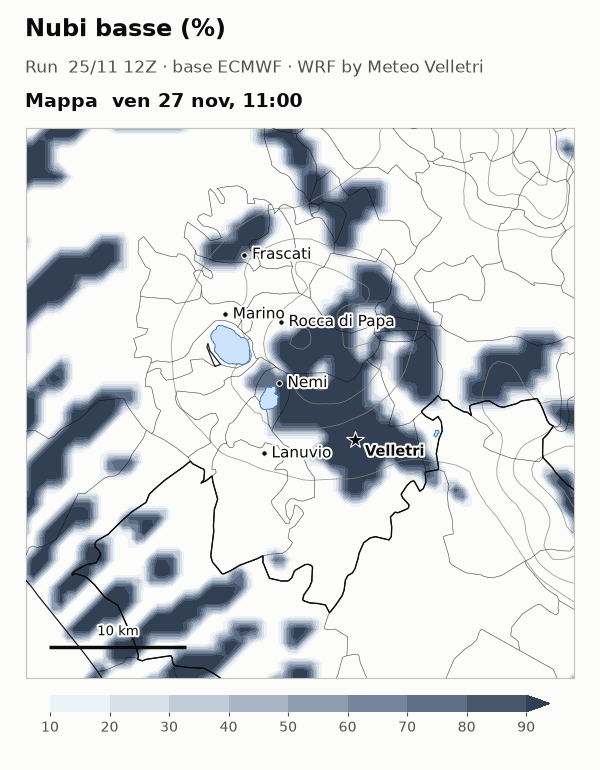 Nubi basse (%)
Run  25/11 12Z · base ECMWF · WRF by Meteo Velletri
Mappa  ven 27 nov, 11:00
Frascati
Marino
Rocca di Papa
Nemi
Velletri
Lanuvio
10 km
10 20 30 40 50 60 70 80 90